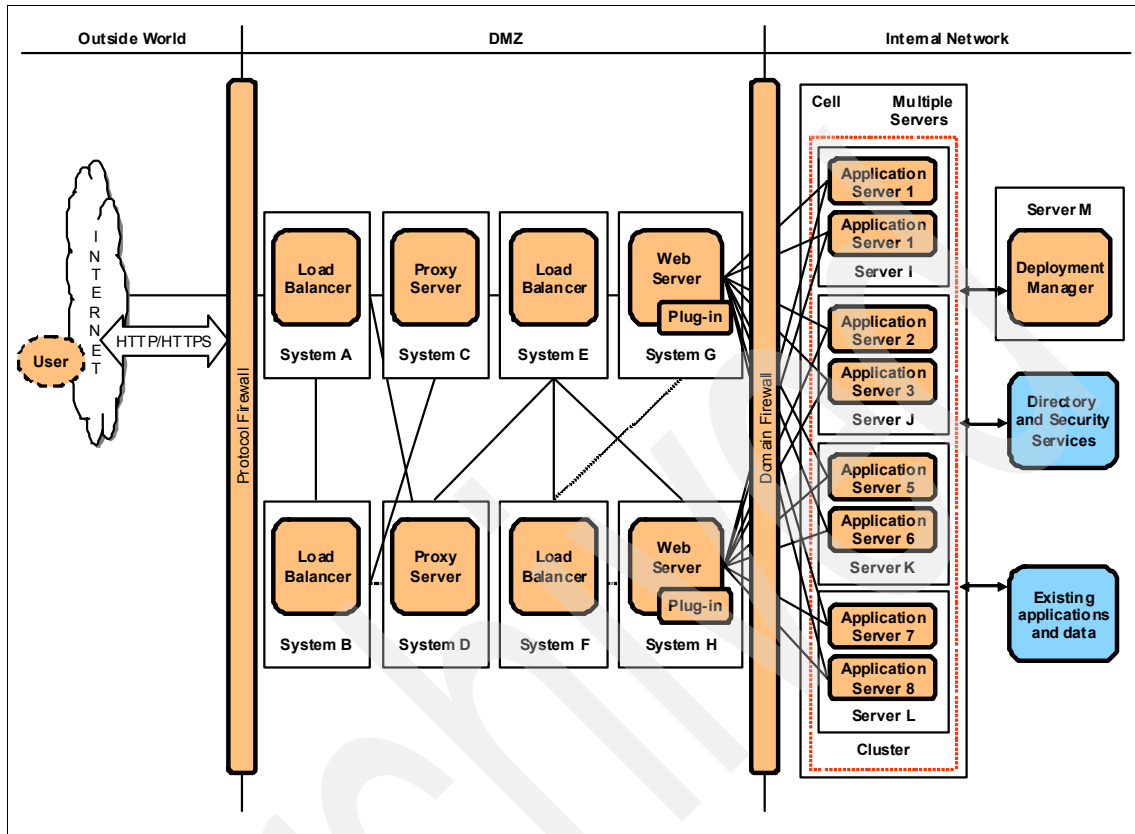 Outside World
DMZ
Internal Network
INTERNET
User
HTTP/HTTPS
Protocol Firewall
Load
Balancer
System A
Proxy
Server
System C
Load
Balancer
System E
Web
Server
Plug-in
System G
Load
Balancer
System B
Proxy
Server
System D
Load
Balancer
System F
Web
Server
Plug-in
System H
Domain Firewall
Cell
Multiple
Servers
Application
Server 1
Application
Server 1
Server I
Application
Server 2
Application
Server 3
Server J
Application
Server 5
Application
Server 6
Server K
Application
Server 7
Application
Server 8
Server L
Cluster
Server M
Deployment
Manager
Directory
and Security
Services
Existing
applications
and data